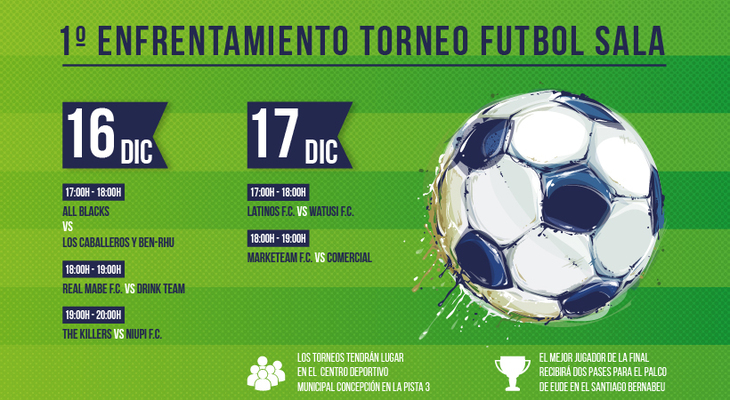 1º ENFRENTAMIENTO TORNEO FUTBOL SALA
16 DIC
17:00H - 18:00H
ALL BLACKS
VS
LOS CABALLEROS Y BEN-RHU
18:00H - 19:00H
REAL MABE F.C. VS DRINK TEAM
19:00H - 20:00H
THE KILLERS VS NIUPI F.C.
17 DIC
17:00H - 18:00H
LATINOS F.C. VS WATUSI F.C.
18:00H - 19:00H
MARKETEAM F.C. VS COMERCIAL
LOS TORNEOS TENDRÁN LUGAR
EN EL CENTRO DEPORTIVO
MUNICIPAL CONCEPCIÓN EN LA PISTA 3
EL MEJOR JUGADOR DE LA FINAL
RECIBIRÁ DOS PASES PARA EL PALCO
DE EUDE EN EL SANTIAGO BERNABEU